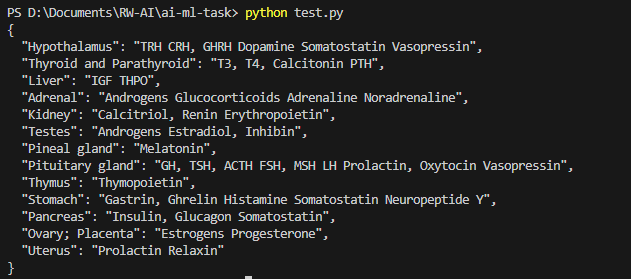 PS D:\Documents\RW-AI\ai-ml-task> python test.py
{
  "Hypothalamus": "TRH CRH, GHRH Dopamine Somatostatin Vasopressin",
  "Thyroid and Parathyroid": "T3, T4, Calcitonin PTH",
  "Liver": "IGF THPO",
  "Adrenal": "Androgens Glucocorticoids Adrenaline Noradrenaline",
  "Kidney": "Calcitriol, Renin Erythropoietin",
  "Testes": "Androgens Estradiol, Inhibin",
  "Pineal gland": "Melatonin",
  "Pituitary gland": "GH, TSH, ACTH FSH, MSH LH Prolactin, Oxytocin Vasopressin",
  "Thymus": "Thymopoietin",
  "Stomach": "Gastrin, Ghrelin Histamine Somatostatin Neuropeptide Y",
  "Pancreas": "Insulin, Glucagon Somatostatin",
  "Ovary; Placenta": "Estrogens Progesterone",
  "Uterus": "Prolactin Relaxin"
}